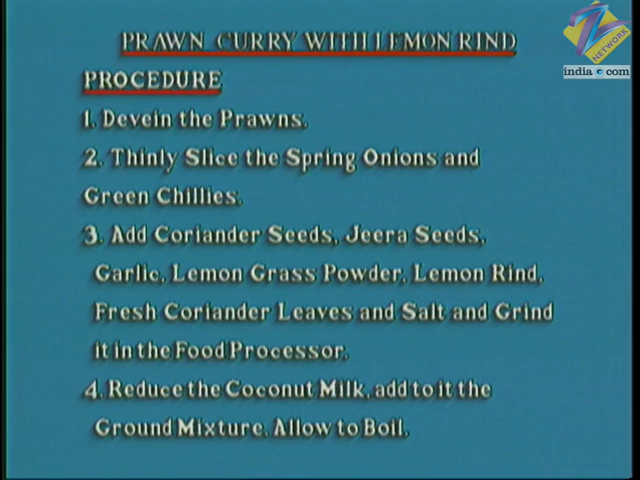 PRAWN CURRY WITH LEMON RIND
PROCEDURE
1. Devein the Prawns.
2. Thinly Slice the Spring Onions and
Green Chillies.
3. Add Coriander Seeds, Jeera Seeds,
Garlic, Lemon Grass Powder, Lemon Rind,
Fresh Coriander Leaves and Salt and Grind
it in the Food Processor.
4. Reduce the Coconut Milk, add to it the
Ground Mixture. Allow to Boil.
Z
NETWORK
india.com